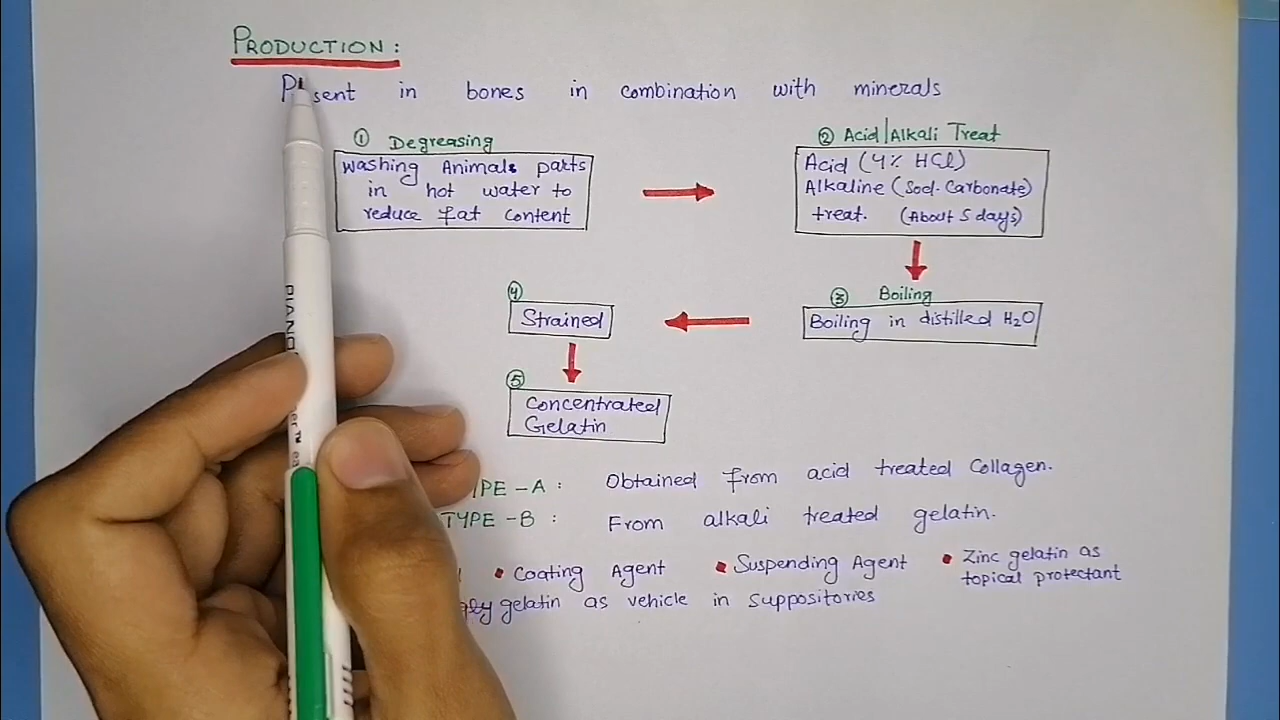 PRODUCTION :
Present in bones in combination with minerals
① Degreasing
Washing Animals parts
in hot water to
reduce fat content
② Acid/Alkali Treat
Acid (4% HCl)
Alkaline (Sod. Carbonate)
treat. (About 5 days)
③ Boiling
Boiling in distilled H₂O
④
Strained
⑤
Concentrated
Gelatin
YPE - A : Obtained from acid treated Collagen.
TYPE - B : From alkali treated gelatin.
• Coating Agent • Suspending Agent • Zinc gelatin as
topical protectant
gelatin as vehicle in suppositories
PIANO